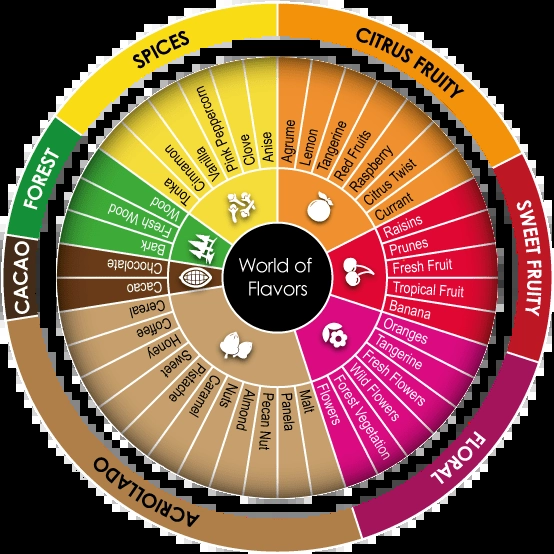 SPICES
CITRUS FRUITY
SWEET FRUITY
FLORAL
ACRIOLLADO
CACAO
FOREST
World of
Flavors
Agrume
Lemon
Tangerine
Red Fruits
Raspberry
Citrus Twist
Currant
Raisins
Prunes
Fresh Fruit
Tropical Fruit
Banana
Oranges
Tangerine
Fresh Flowers
Wild Flowers
Forest Vegetation
Flowers
Malt
Panela
Pecan Nut
Almond
Nuts
Caramel
Pistache
Sweet
Honey
Coffee
Cereal
Cacao
Chocolate
Bark
Fresh Wood
Wood
Tonka
Cinnamon
Vanilla
Pink Peppercorn
Clove
Anise